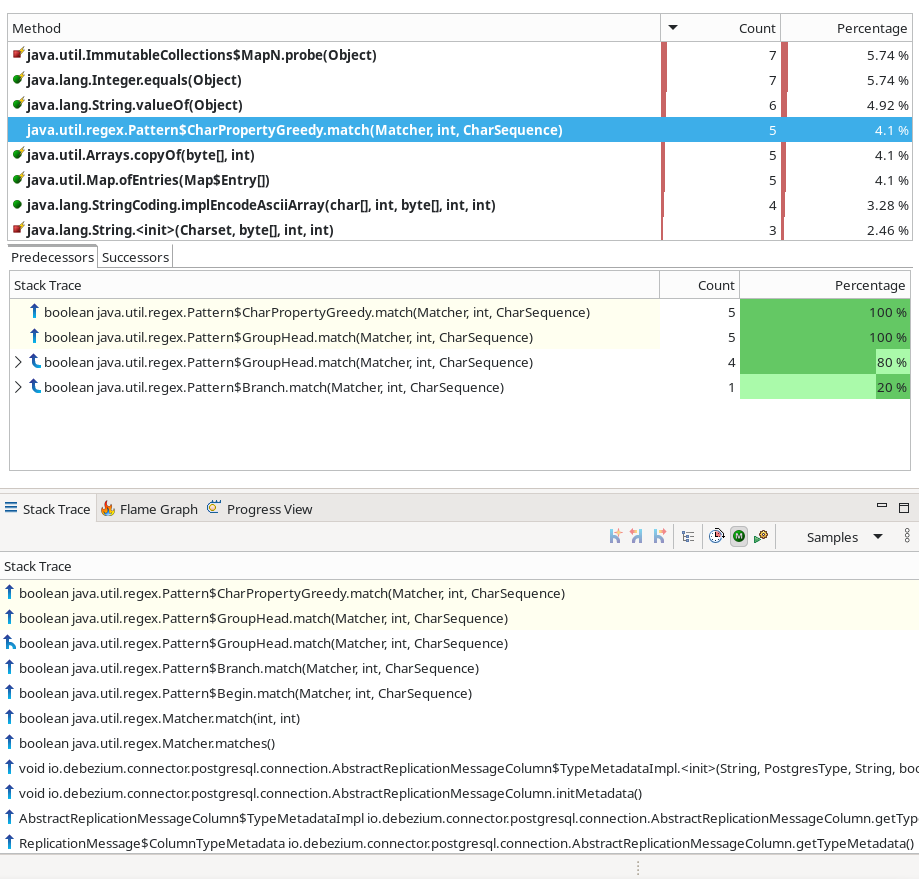 Method Count Percentage
java.util.ImmutableCollections$MapN.probe(Object) 7 5.74 %
java.lang.Integer.equals(Object) 7 5.74 %
java.lang.String.valueOf(Object) 6 4.92 %
java.util.regex.Pattern$CharPropertyGreedy.match(Matcher, int, CharSequence) 5 4.1 %
java.util.Arrays.copyOf(byte[], int) 5 4.1 %
java.util.Map.ofEntries(Map$Entry[]) 5 4.1 %
java.lang.StringCoding.implEncodeAsciiArray(char[], int, byte[], int, int) 4 3.28 %
java.lang.String.<init>(Charset, byte[], int, int) 3 2.46 %
Predecessors Successors
Stack Trace Count Percentage
boolean java.util.regex.Pattern$CharPropertyGreedy.match(Matcher, int, CharSequence) 5 100 %
boolean java.util.regex.Pattern$GroupHead.match(Matcher, int, CharSequence) 5 100 %
boolean java.util.regex.Pattern$GroupHead.match(Matcher, int, CharSequence) 4 80 %
boolean java.util.regex.Pattern$Branch.match(Matcher, int, CharSequence) 1 20 %
Stack Trace Flame Graph Progress View
Samples
Stack Trace
boolean java.util.regex.Pattern$CharPropertyGreedy.match(Matcher, int, CharSequence)
boolean java.util.regex.Pattern$GroupHead.match(Matcher, int, CharSequence)
boolean java.util.regex.Pattern$GroupHead.match(Matcher, int, CharSequence)
boolean java.util.regex.Pattern$Branch.match(Matcher, int, CharSequence)
boolean java.util.regex.Pattern$Begin.match(Matcher, int, CharSequence)
boolean java.util.regex.Matcher.match(int, int)
boolean java.util.regex.Matcher.matches()
void io.debezium.connector.postgresql.connection.AbstractReplicationMessageColumn$TypeMetadataImpl.<init>(String, PostgresType, String, boo
void io.debezium.connector.postgresql.connection.AbstractReplicationMessageColumn.initMetadata()
AbstractReplicationMessageColumn$TypeMetadataImpl io.debezium.connector.postgresql.connection.AbstractReplicationMessageColumn.getType
ReplicationMessage$ColumnTypeMetadata io.debezium.connector.postgresql.connection.AbstractReplicationMessageColumn.getTypeMetadata()